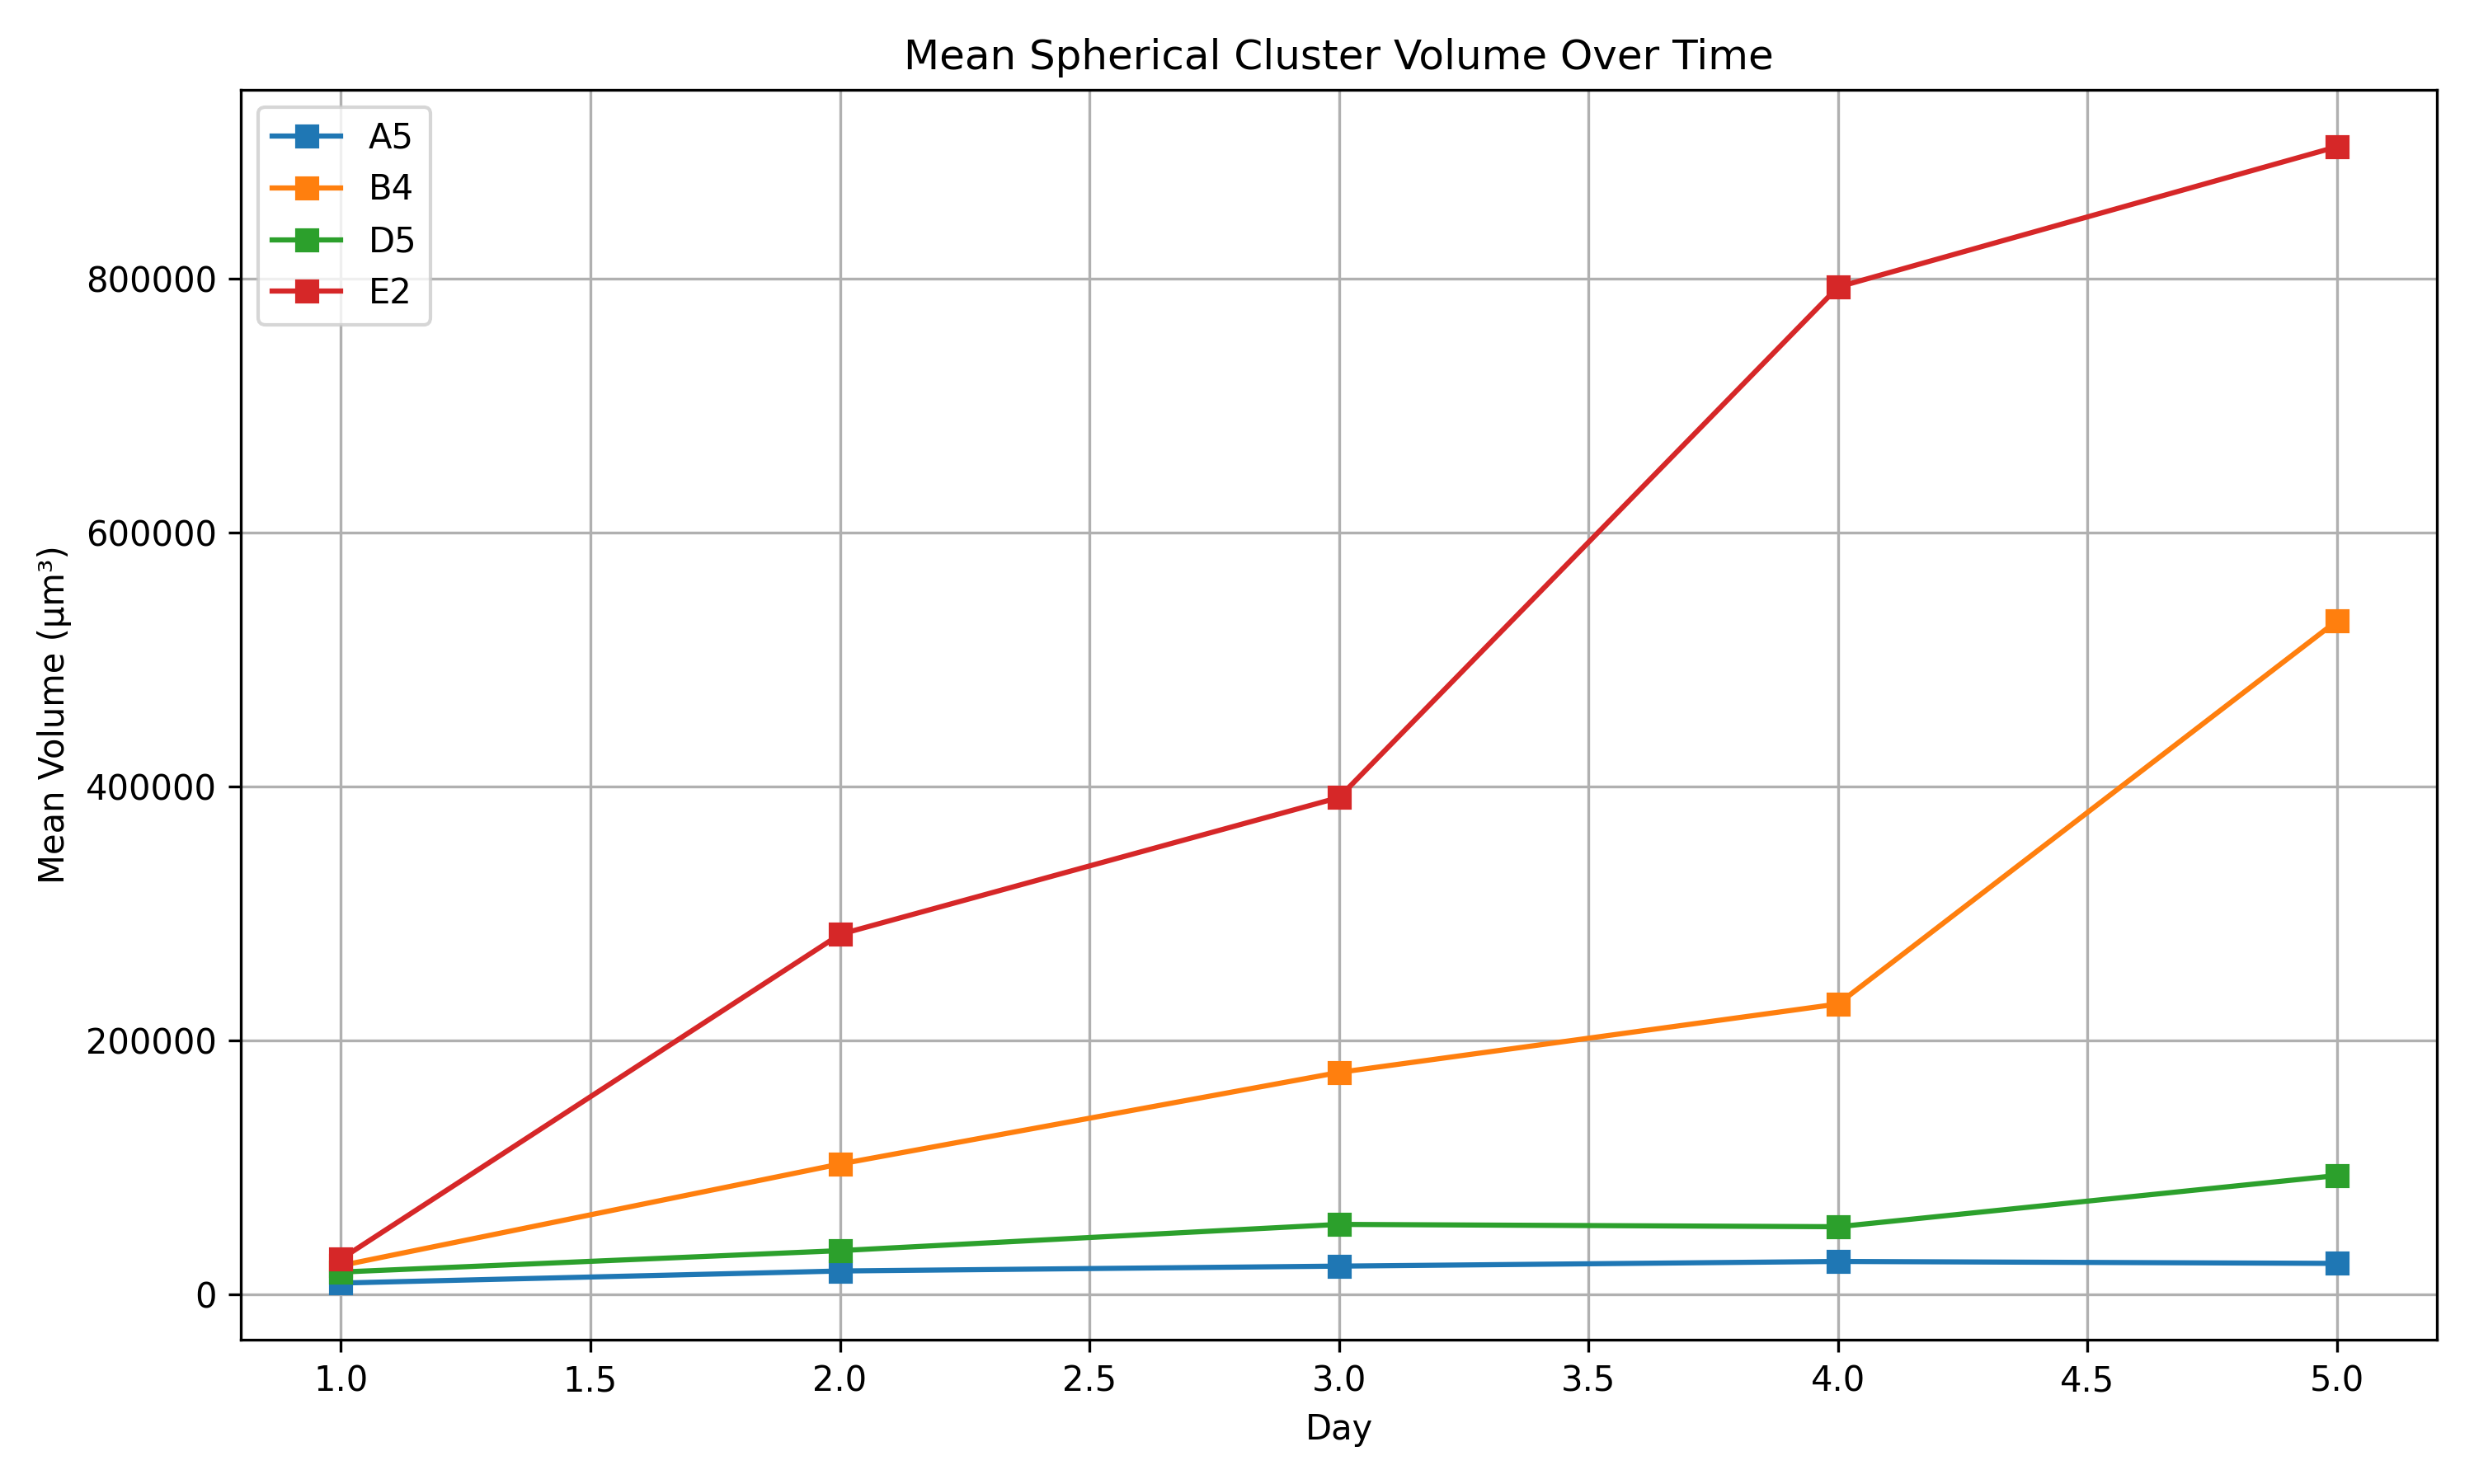 Mean Spherical Cluster Volume Over Time
A5
B4
D5
E2
800000
600000
400000
200000
0
Mean Volume (µm³)
1.0 1.5 2.0 2.5 3.0 3.5 4.0 4.5 5.0
Day